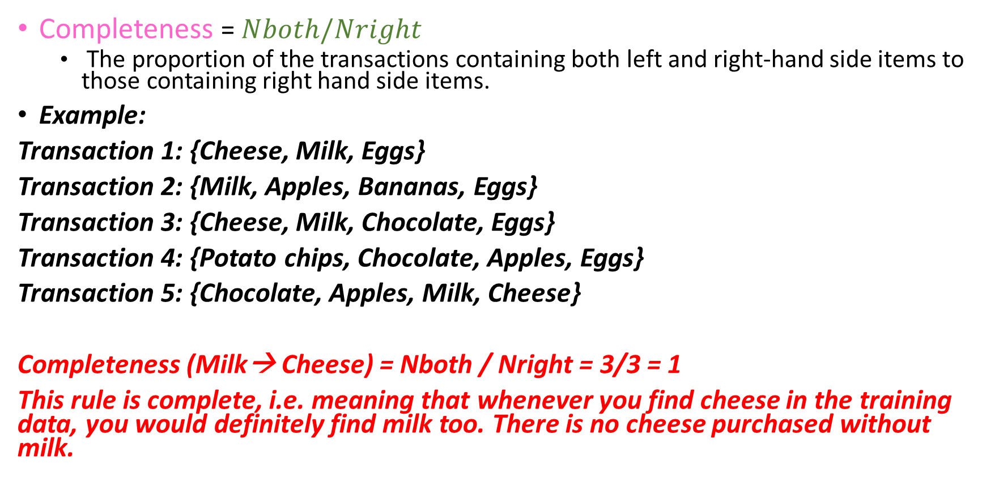 • Completeness = Nboth/Nright
• The proportion of the transactions containing both left and right-hand side items to
those containing right hand side items.
• Example:
Transaction 1: {Cheese, Milk, Eggs}
Transaction 2: {Milk, Apples, Bananas, Eggs}
Transaction 3: {Cheese, Milk, Chocolate, Eggs}
Transaction 4: {Potato chips, Chocolate, Apples, Eggs}
Transaction 5: {Chocolate, Apples, Milk, Cheese}
Completeness (Milk→ Cheese) = Nboth / Nright = 3/3 = 1
This rule is complete, i.e. meaning that whenever you find cheese in the training
data, you would definitely find milk too. There is no cheese purchased without
milk.